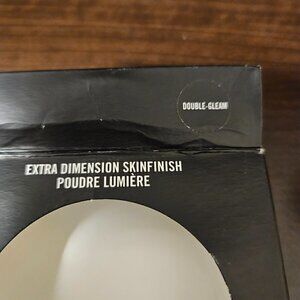 DOUBLE-GLEAM
EXTRA DIMENSION SKINFINISH
POUDRE LUMIÈRE